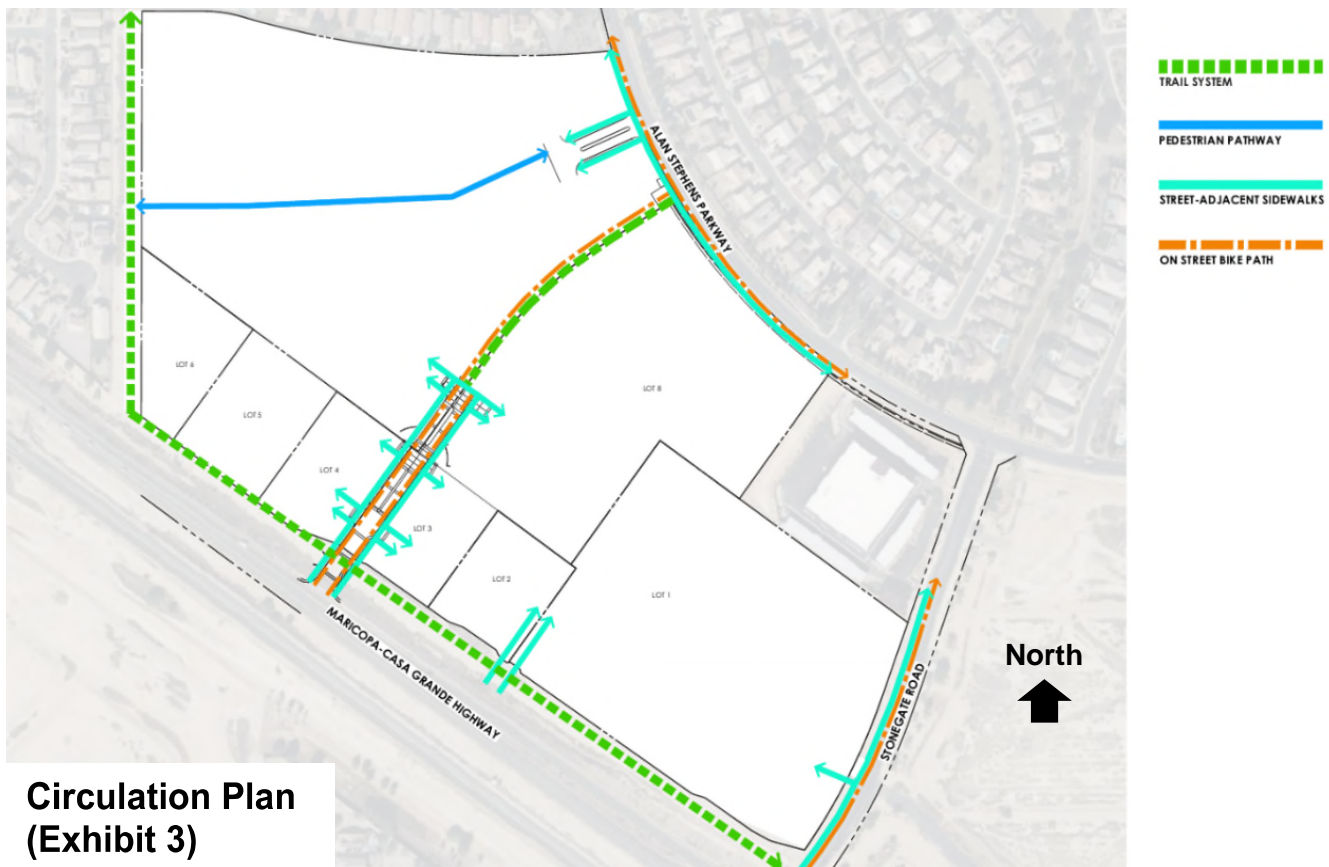 TRAIL SYSTEM
PEDESTRIAN PATHWAY
STREET-ADJACENT SIDEWALKS
ON STREET BIKE PATH
ALAN STEPHENS PARKWAY
LOT 6
LOT 5
LOT 4
LOT 3
LOT 2
LOT 1
LOT 8
MARICOPA-CASA GRANDE HIGHWAY
STONEGATE ROAD
North
Circulation Plan
(Exhibit 3)